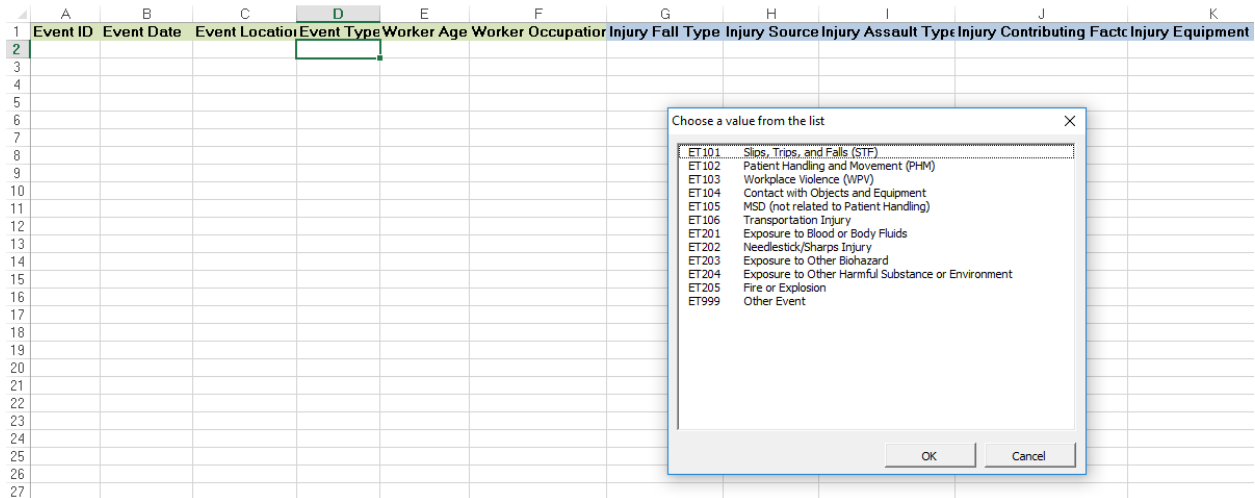 A B C D E F G H I J K
1 Event ID Event Date Event Locatior Event Type Worker Age Worker Occupatior Injury Fall Type Injury Source Injury Assault Type Injury Contributing Factc Injury Equipment
2
3
4
5
6
7
8
9
10
11
12
13
14
15
16
17
18
19
20
21
22
23
24
25
26
27
Choose a value from the list
ET101 Slips, Trips, and Falls (STF)
ET102 Patient Handling and Movement (PHM)
ET103 Workplace Violence (WPV)
ET104 Contact with Objects and Equipment
ET105 MSD (not related to Patient Handling)
ET106 Transportation Injury
ET201 Exposure to Blood or Body Fluids
ET202 Needlestick/Sharps Injury
ET203 Exposure to Other Biohazard
ET204 Exposure to Other Harmful Substance or Environment
ET205 Fire or Explosion
ET999 Other Event
OK Cancel